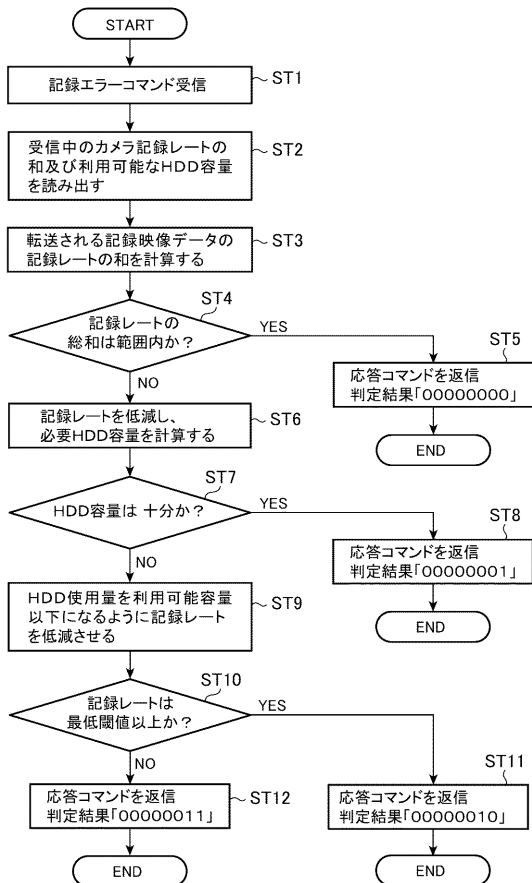 START
記録エラーコマンド受信
ST1
受信中のカメラ記録レートの
和及び利用可能なHDD容量
を読み出す
ST2
転送される記録映像データの
記録レートの和を計算する
ST3
記録レートの
総和は範囲内か？
ST4
YES
NO
応答コマンドを返信
判定結果「00000000」
ST5
END
記録レートを低減し、
必要HDD容量を計算する
ST6
HDD容量は十分か？
ST7
YES
NO
応答コマンドを返信
判定結果「00000001」
ST8
END
HDD使用量を利用可能容量
以下になるように記録レート
を低減させる
ST9
記録レートは
最低閾値以上か？
ST10
YES
NO
応答コマンドを返信
判定結果「00000010」
ST11
END
応答コマンドを返信
判定結果「00000011」
ST12
END